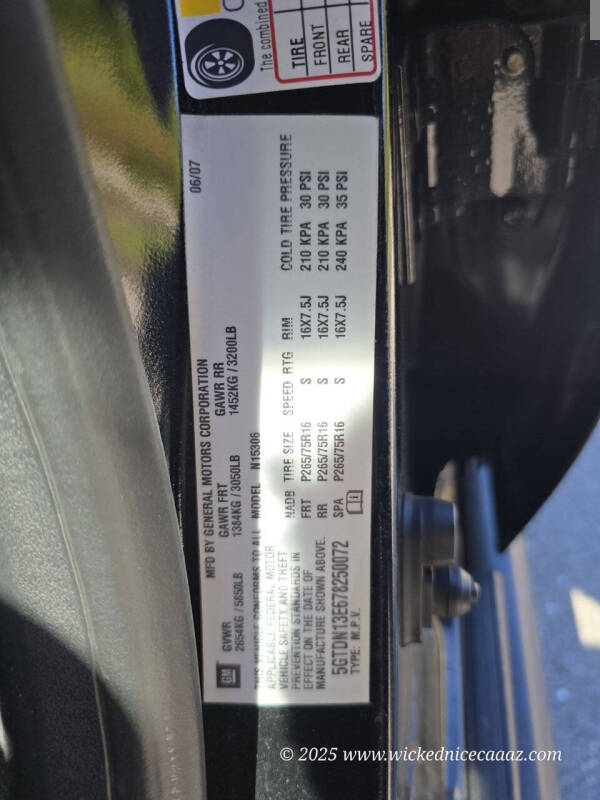 The combined
TIRE
FRONT
REAR
SPARE
06/07
MFD BY GENERAL MOTORS CORPORATION
GVWR GAWR FRT GAWR RR
2654KG / 5850LB 1384KG / 3050LB 1452KG / 3200LB
THIS VEHICLE CONFORMS TO ALL MODEL N15306
APPLICABLE FEDERAL MOTOR
VEHICLE SAFETY AND THEFT
PREVENTION STANDARDS IN
EFFECT ON THE DATE OF
MANUFACTURE SHOWN ABOVE.
5GTDN13E678250072
TYPE: M.P.V.
NADB TIRE SIZE SPEED RTG RIM COLD TIRE PRESSURE
FRT P265/75R16 S 16X7.5J 210 KPA 30 PSI
RR P265/75R16 S 16X7.5J 210 KPA 30 PSI
SPA P265/75R16 S 16X7.5J 240 KPA 35 PSI
GM
© 2025 www.wickednicecaaaz.com